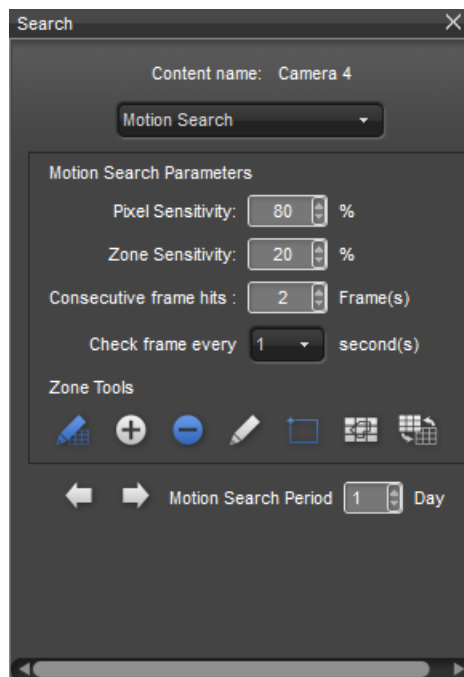 Search
Content name: Camera 4
Motion Search
Motion Search Parameters
Pixel Sensitivity: 80 %
Zone Sensitivity: 20 %
Consecutive frame hits : 2 Frame(s)
Check frame every 1 second(s)
Zone Tools
Motion Search Period 1 Day